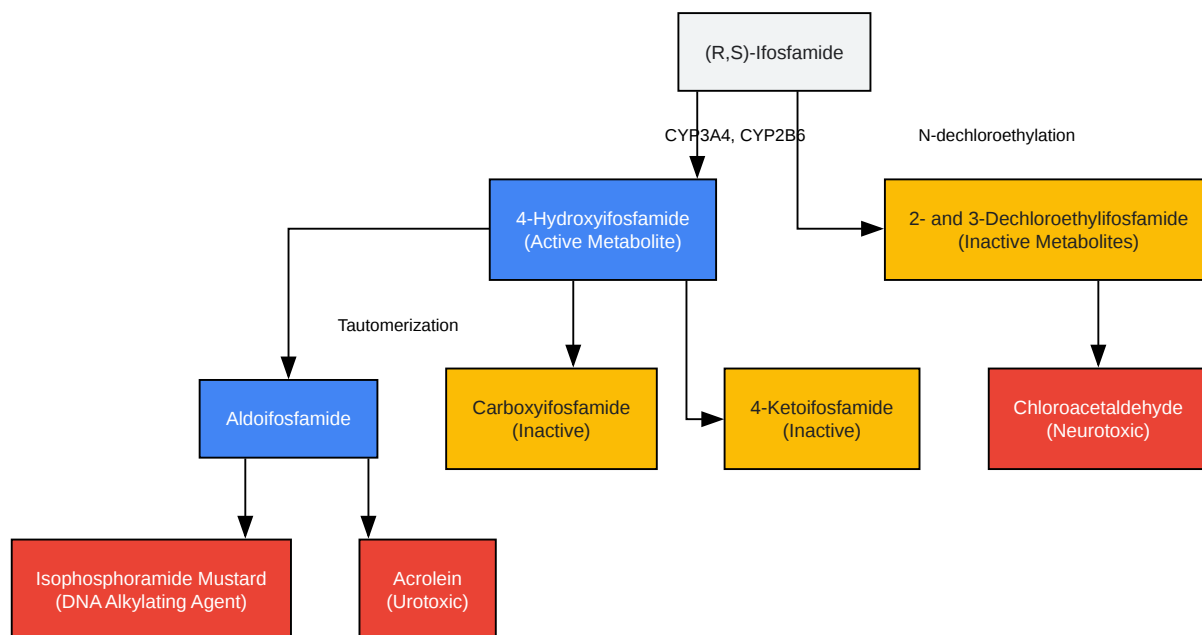 (R,S)-Ifosfamide
CYP3A4, CYP2B6
N-dechloroethylation
4-Hydroxyifosfamide
(Active Metabolite)
2- and 3-Dechloroethylifosfamide
(Inactive Metabolites)
Tautomerization
Aldoifosfamide
Carboxyifosfamide
(Inactive)
4-Ketoifosfamide
(Inactive)
Chloroacetaldehyde
(Neurotoxic)
Isophosphoramide Mustard
(DNA Alkylating Agent)
Acrolein
(Urotoxic)